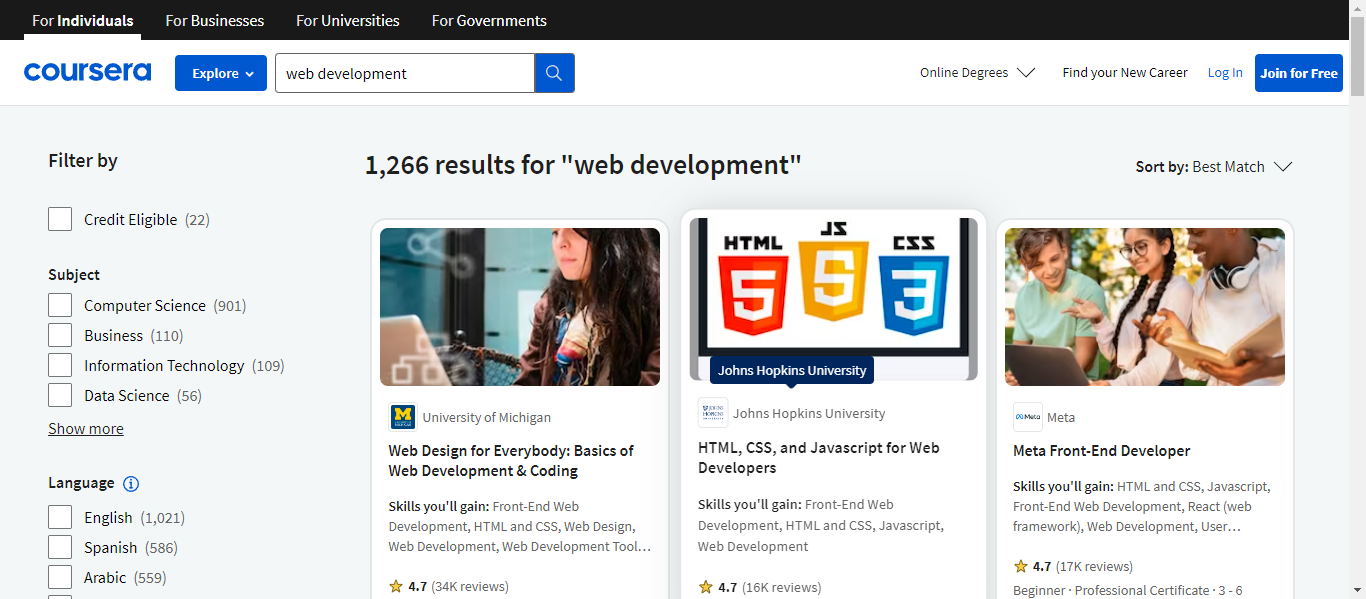 For Individuals
For Businesses
For Universities
For Governments
coursera
Explore
web development
Online Degrees
Find your New Career
Log In
Join for Free
Filter by
Credit Eligible (22)
Subject
Computer Science (901)
Business (110)
Information Technology (109)
Data Science (56)
Show more
Language
English (1,021)
Spanish (586)
Arabic (559)
1,266 results for "web development"
Sort by: Best Match
University of Michigan
Web Design for Everybody: Basics of
Web Development & Coding
Skills you'll gain: Front-End Web
Development, HTML and CSS, Web Design,
Web Development, Web Development Tool...
4.7 (34K reviews)
HTML
JS
CSS
5
5
3
Johns Hopkins University
JOHNS HOPKINS
Johns Hopkins University
HTML, CSS, and Javascript for Web
Developers
Skills you'll gain: Front-End Web
Development, HTML and CSS, Javascript,
Web Development
4.7 (16K reviews)
Meta
Meta
Meta Front-End Developer
Skills you'll gain: HTML and CSS, Javascript,
Front-End Web Development, React (web
framework), Web Development, User...
4.7 (17K reviews)
Beginner · Professional Certificate · 3 - 6